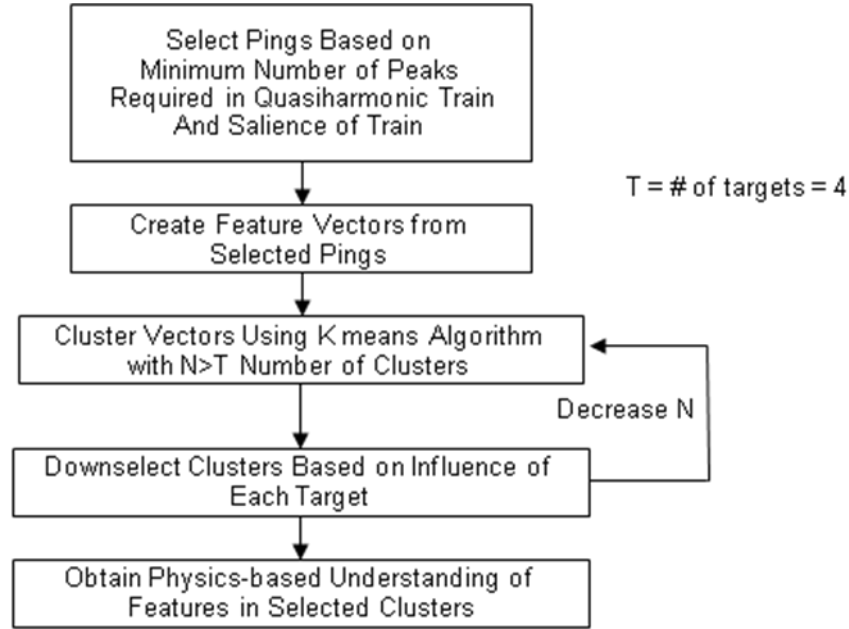 Select Pings Based on
Minimum Number of Peaks
Required in Quasiharmonic Train
And Salience of Train
T = # of targets = 4
Create Feature Vectors from
Selected Pings
Cluster Vectors Using K means Algorithm
with N>T Number of Clusters
Decrease N
Downselect Clusters Based on Influence of
Each Target
Obtain Physics-based Understanding of
Features in Selected Clusters